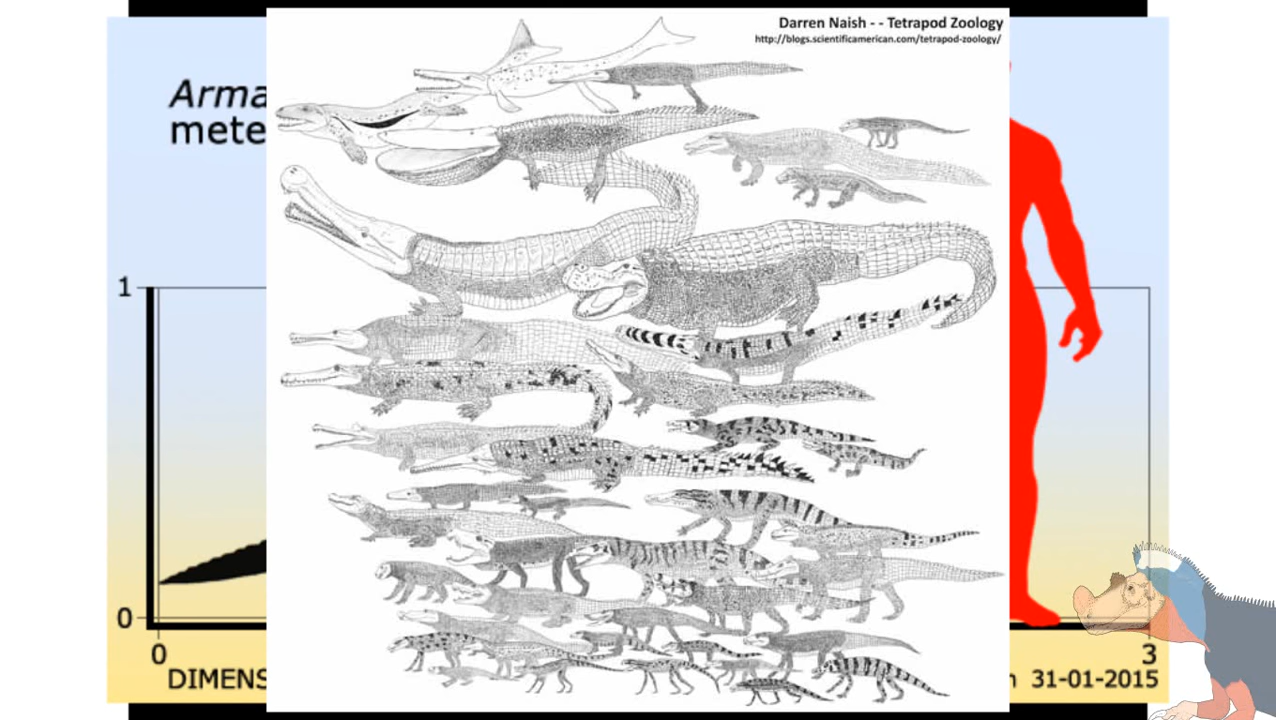 Darren Naish - - Tetrapod Zoology
http://blogs.scientificamerican.com/tetrapod-zoology/
Arma
mete
1
0
0
3
DIMENS
n 31-01-2015